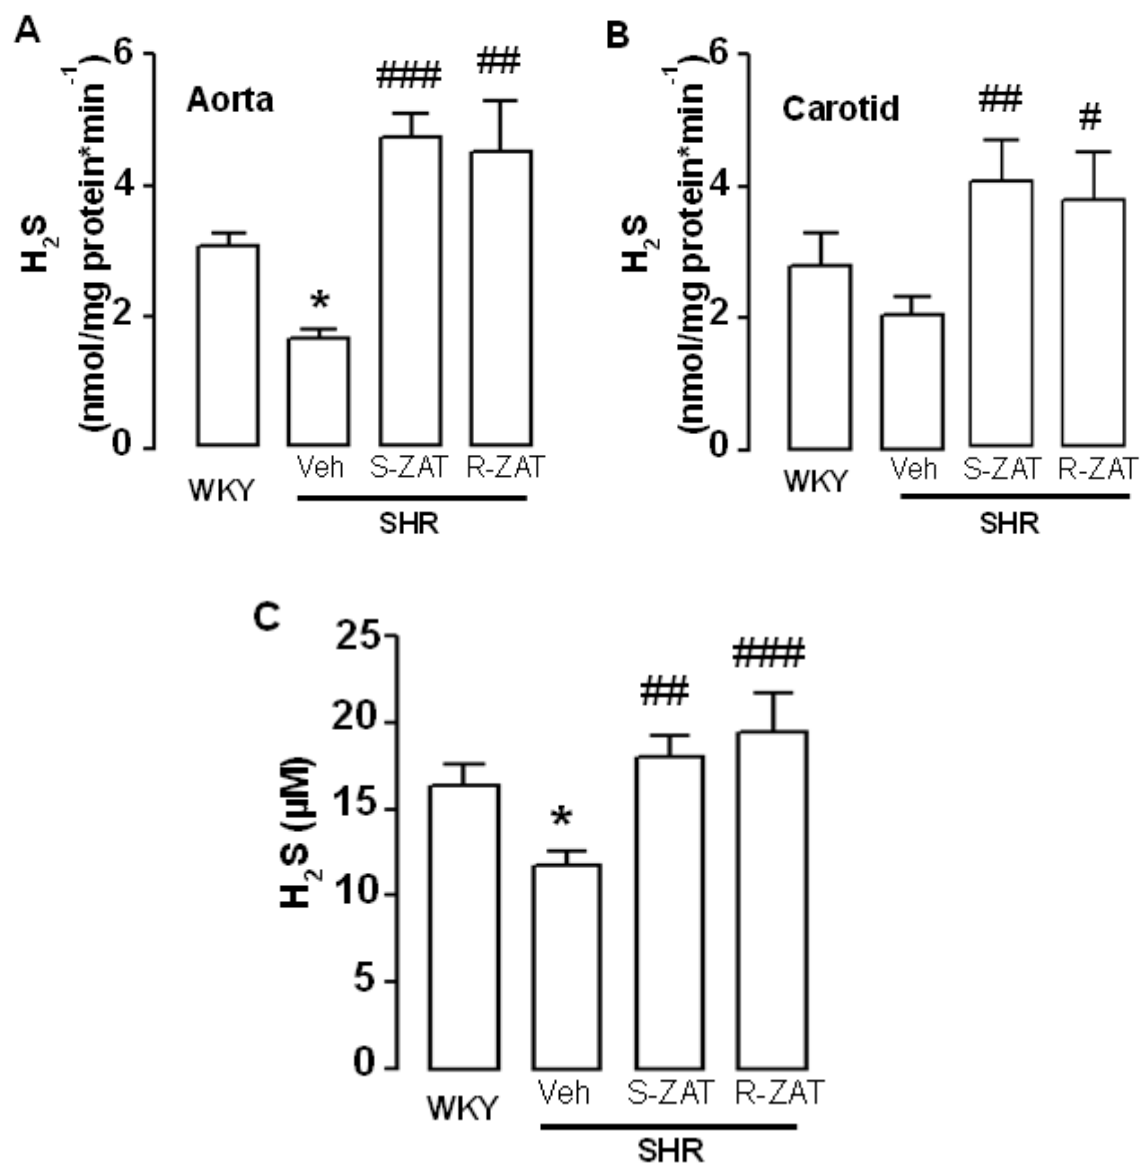 A
Aorta
H₂S
(nmol/mg protein*min⁻¹)
6
4
2
0
*
###
##
WKY
Veh
S-ZAT
R-ZAT
SHR
B
Carotid
H₂S
(nmol/mg protein*min⁻¹)
6
4
2
0
##
#
WKY
Veh
S-ZAT
R-ZAT
SHR
C
H₂S (µM)
25
20
15
10
5
0
*
##
###
WKY
Veh
S-ZAT
R-ZAT
SHR